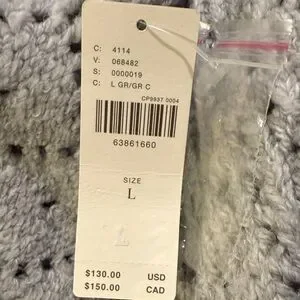 C: 4114
V: 068482
S: 0000019
C: L GR/GR C
CP9837.0004
63861660
SIZE
L
L
$130.00 USD
$150.00 CAD